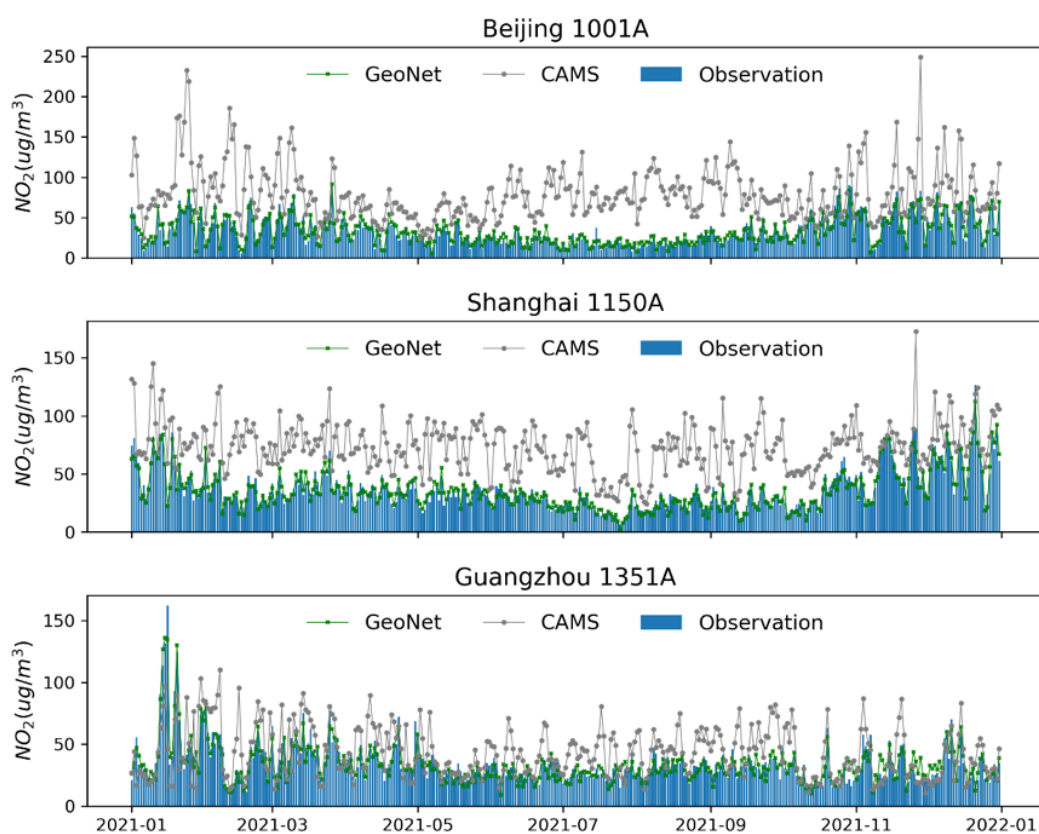 Beijing 1001A
GeoNet CAMS Observation
NO₂(ug/m³)
250
200
150
100
50
0
Shanghai 1150A
GeoNet CAMS Observation
NO₂(ug/m³)
150
100
50
0
Guangzhou 1351A
GeoNet CAMS Observation
NO₂(ug/m³)
150
100
50
0
2021-01 2021-03 2021-05 2021-07 2021-09 2021-11 2022-01